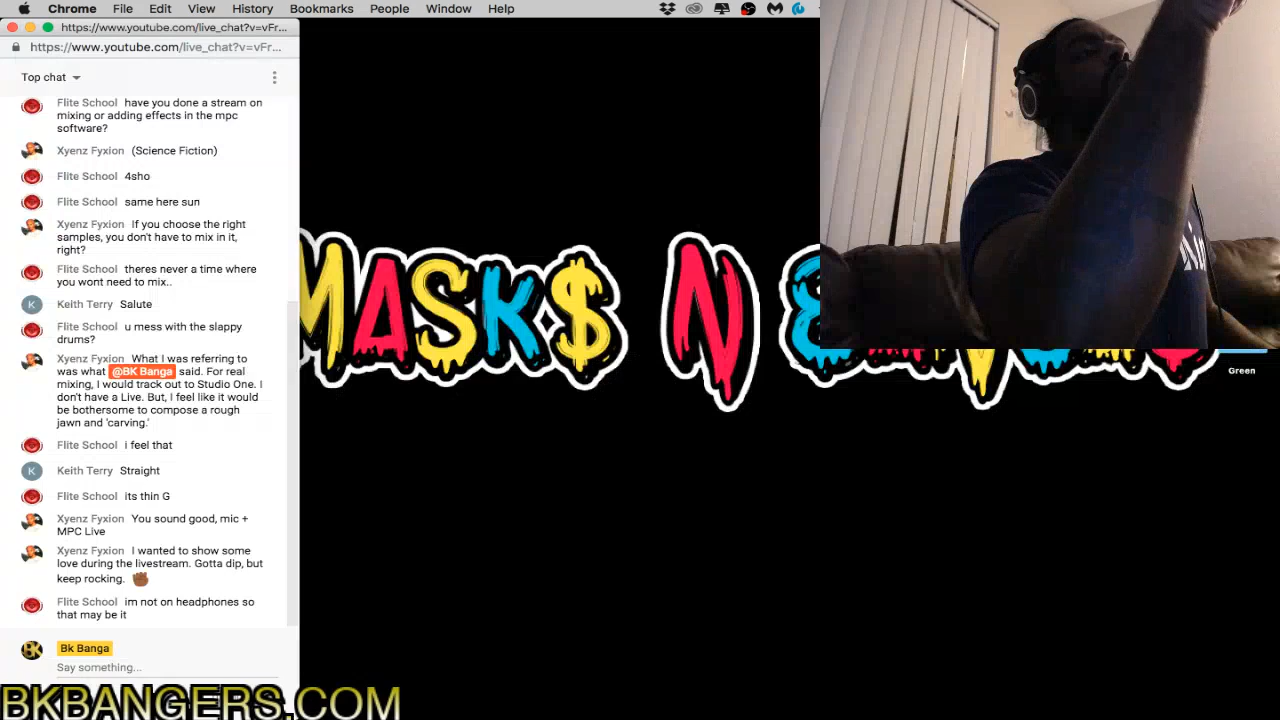 Chrome File Edit View History Bookmarks People Window Help
https://www.youtube.com/live_chat?v=vFr...
https://www.youtube.com/live_chat?v=vFr...
Top chat
Flite School have you done a stream on
mixing or adding effects in the mpc
software?
Xyenz Fyxion (Science Fiction)
Flite School 4sho
Flite School same here sun
Xyenz Fyxion If you choose the right
samples, you don't have to mix in it,
right?
Flite School theres never a time where
you wont need to mix..
Keith Terry Salute
Flite School u mess with the slappy
drums?
Xyenz Fyxion What I was referring to
was what @BK Banga said. For real
mixing, I would track out to Studio One. I
don't have a Live. But, I feel like it would
be bothersome to compose a rough
jawn and 'carving.'
Flite School i feel that
K Keith Terry Straight
Flite School its thin G
Xyenz Fyxion You sound good, mic +
MPC Live
Xyenz Fyxion I wanted to show some
love during the livestream. Gotta dip, but
keep rocking.
Flite School im not on headphones so
that may be it
BK Bk Banga
Say something...
BKBANGERS.COM
MASK$ N
Green